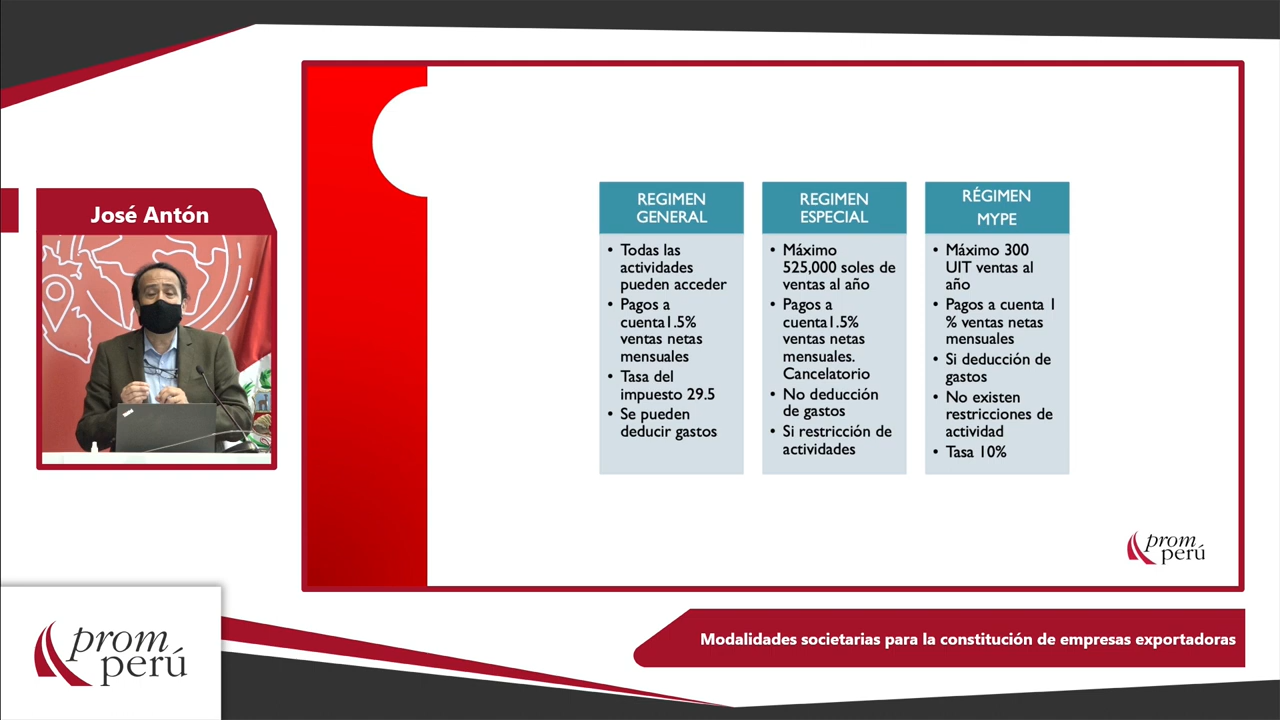 José Antón
REGIMEN
GENERAL
• Todas las
actividades
pueden acceder
• Pagos a
cuenta1.5%
ventas netas
mensuales
• Tasa del
impuesto 29.5
• Se pueden
deducir gastos
REGIMEN
ESPECIAL
• Máximo
525,000 soles de
ventas al año
• Pagos a
cuenta1.5%
ventas netas
mensuales.
Cancelatorio
• No deducción
de gastos
• Si restricción de
actividades
RÉGIMEN
MYPE
• Máximo 300
UIT ventas al
año
• Pagos a cuenta 1
% ventas netas
mensuales
• Si deducción de
gastos
• No existen
restricciones de
actividad
• Tasa 10%
prom
perú
Modalidades societarias para la constitución de empresas exportadoras
prom
perú